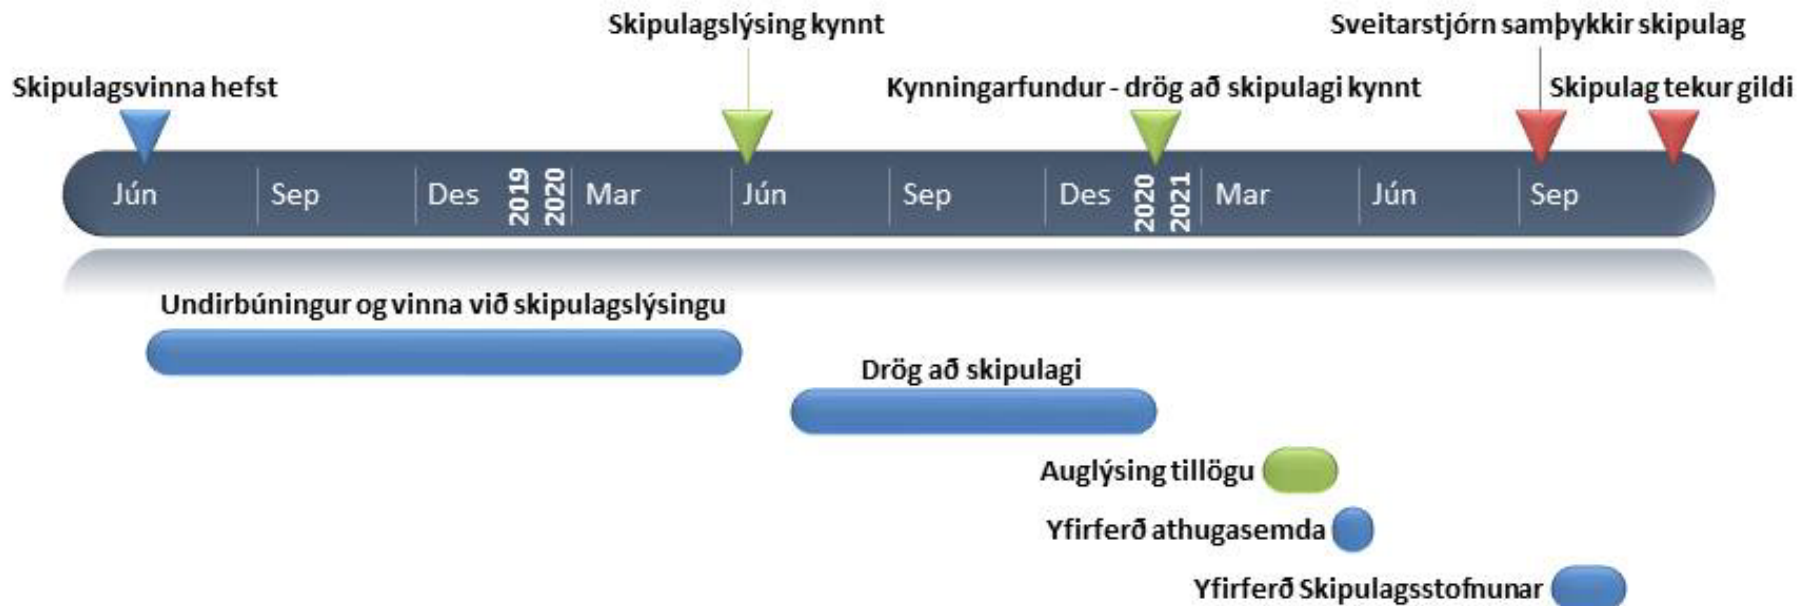 Skipulagslýsing kynnt
Sveitarstjórn samþykkir skipulag
Skipulagsvinna hefst
Kynningarfundur - drög að skipulagi kynnt
Skipulag tekur gildi
Jún Sep Des 2019 2020 Mar Jún Sep Des 2020 2021 Mar Jún Sep
Undirbúningur og vinna við skipulagslýsingu
Drög að skipulagi
Auglýsing tillögu
Yfirferð athugasemda
Yfirferð Skipulagsstofnunar